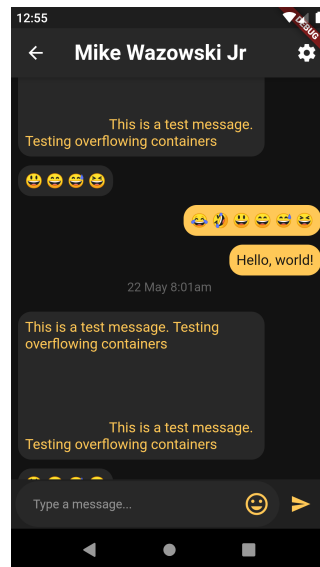 12:55
DEBUG
Mike Wazowski Jr
This is a test message.
Testing overflowing containers
😃 😄 😅 😆
😂 🤣 😃 😄 😅 😆
Hello, world!
22 May 8:01am
This is a test message. Testing
overflowing containers
This is a test message.
Testing overflowing containers
Type a message...